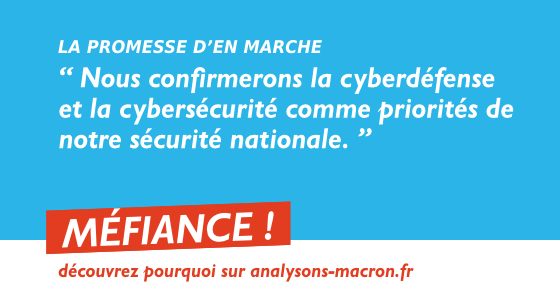 LA PROMESSE D’EN MARCHE
“ Nous confirmerons la cyberdéfense
et la cybersécurité comme priorités de
notre sécurité nationale. ”
MÉFIANCE !
découvrez pourquoi sur analysons-macron.fr